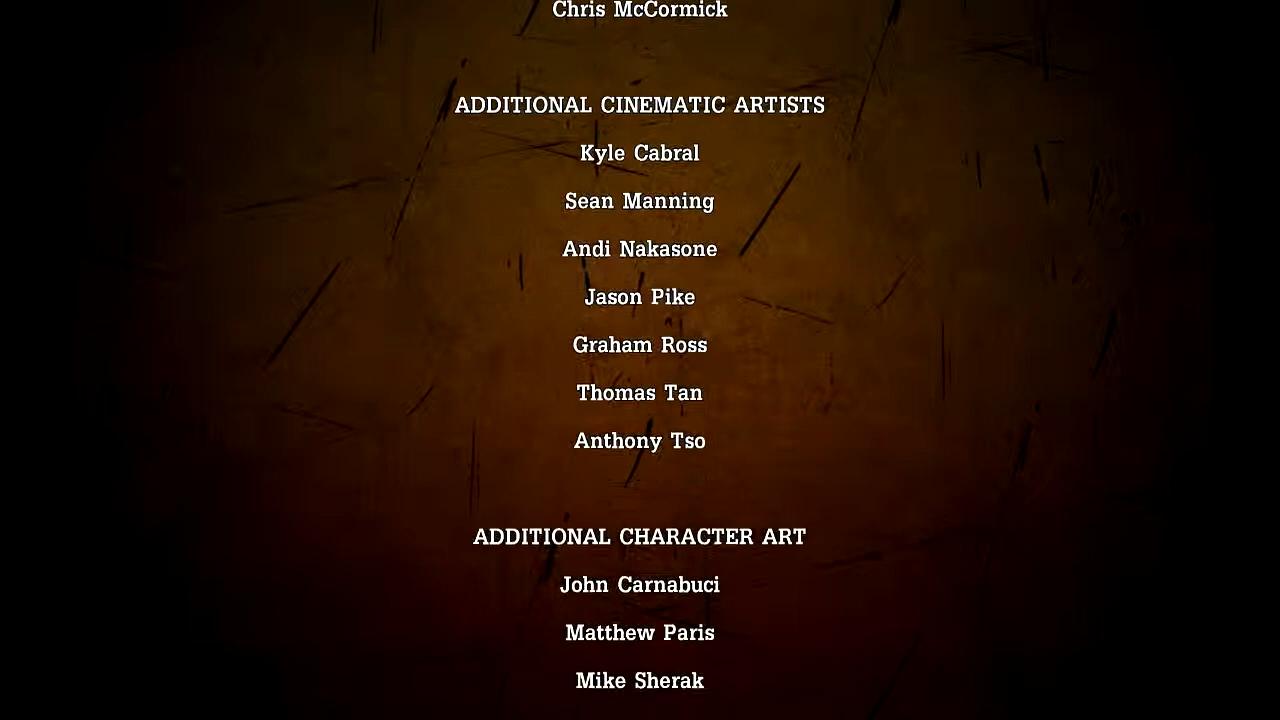 Chris McCormick
ADDITIONAL CINEMATIC ARTISTS
Kyle Cabral
Sean Manning
Andi Nakasone
Jason Pike
Graham Ross
Thomas Tan
Anthony Tso
ADDITIONAL CHARACTER ART
John Carnabuci
Matthew Paris
Mike Sherak